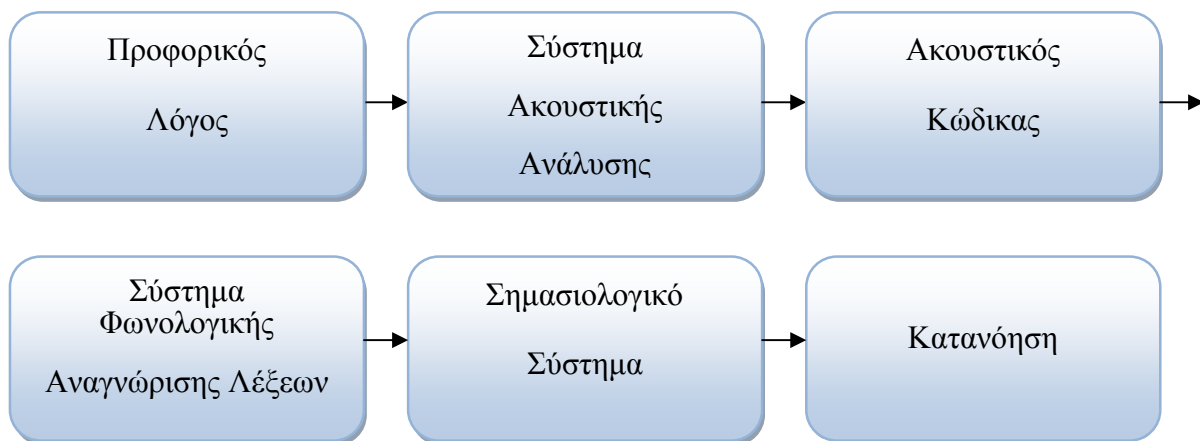 Προφορικός
Λόγος
Σύστημα
Ακουστικής
Ανάλυσης
Ακουστικός
Κώδικας
Σύστημα
Φωνολογικής
Αναγνώρισης Λέξεων
Σημασιολογικό
Σύστημα
Κατανόηση